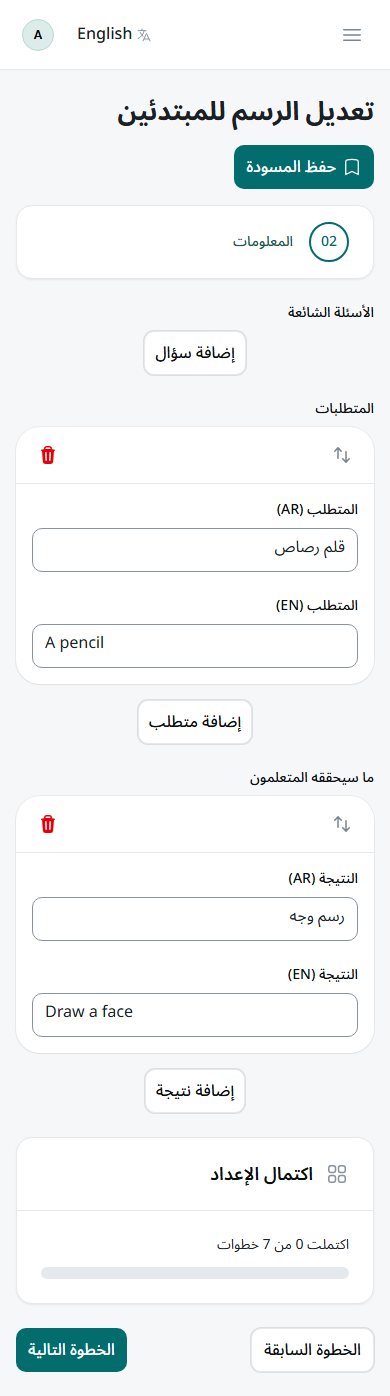 A
English
تعديل الرسم للمبتدئين
حفظ المسودة
02
المعلومات
الأسئلة الشائعة
إضافة سؤال
المتطلبات
المتطلب (AR)
قلم رصاص
المتطلب (EN)
A pencil
إضافة متطلب
ما سيحققه المتعلمون
النتيجة (AR)
رسم وجه
النتيجة (EN)
Draw a face
إضافة نتيجة
اكتمال الإعداد
اكتملت 0 من 7 خطوات
الخطوة السابقة
الخطوة التالية